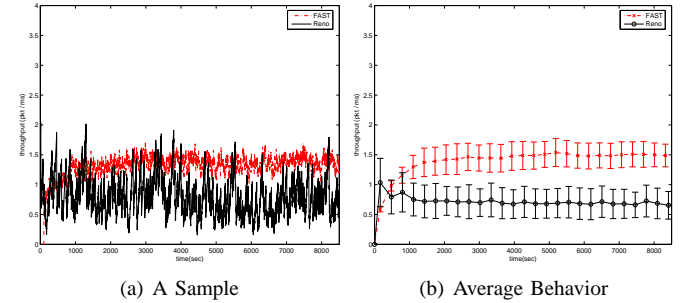 4
3.5
3
2.5
2
1.5
1
0.5
0
0 1000 2000 3000 4000 5000 6000 7000 8000
time(sec)
throughout (pkt / ms)
FAST
Reno
(a) A Sample
4
3.5
3
2.5
2
1.5
1
0.5
0
0 1000 2000 3000 4000 5000 6000 7000 8000
time(sec)
throughout (pkt / ms)
FAST
Reno
(b) Average Behavior